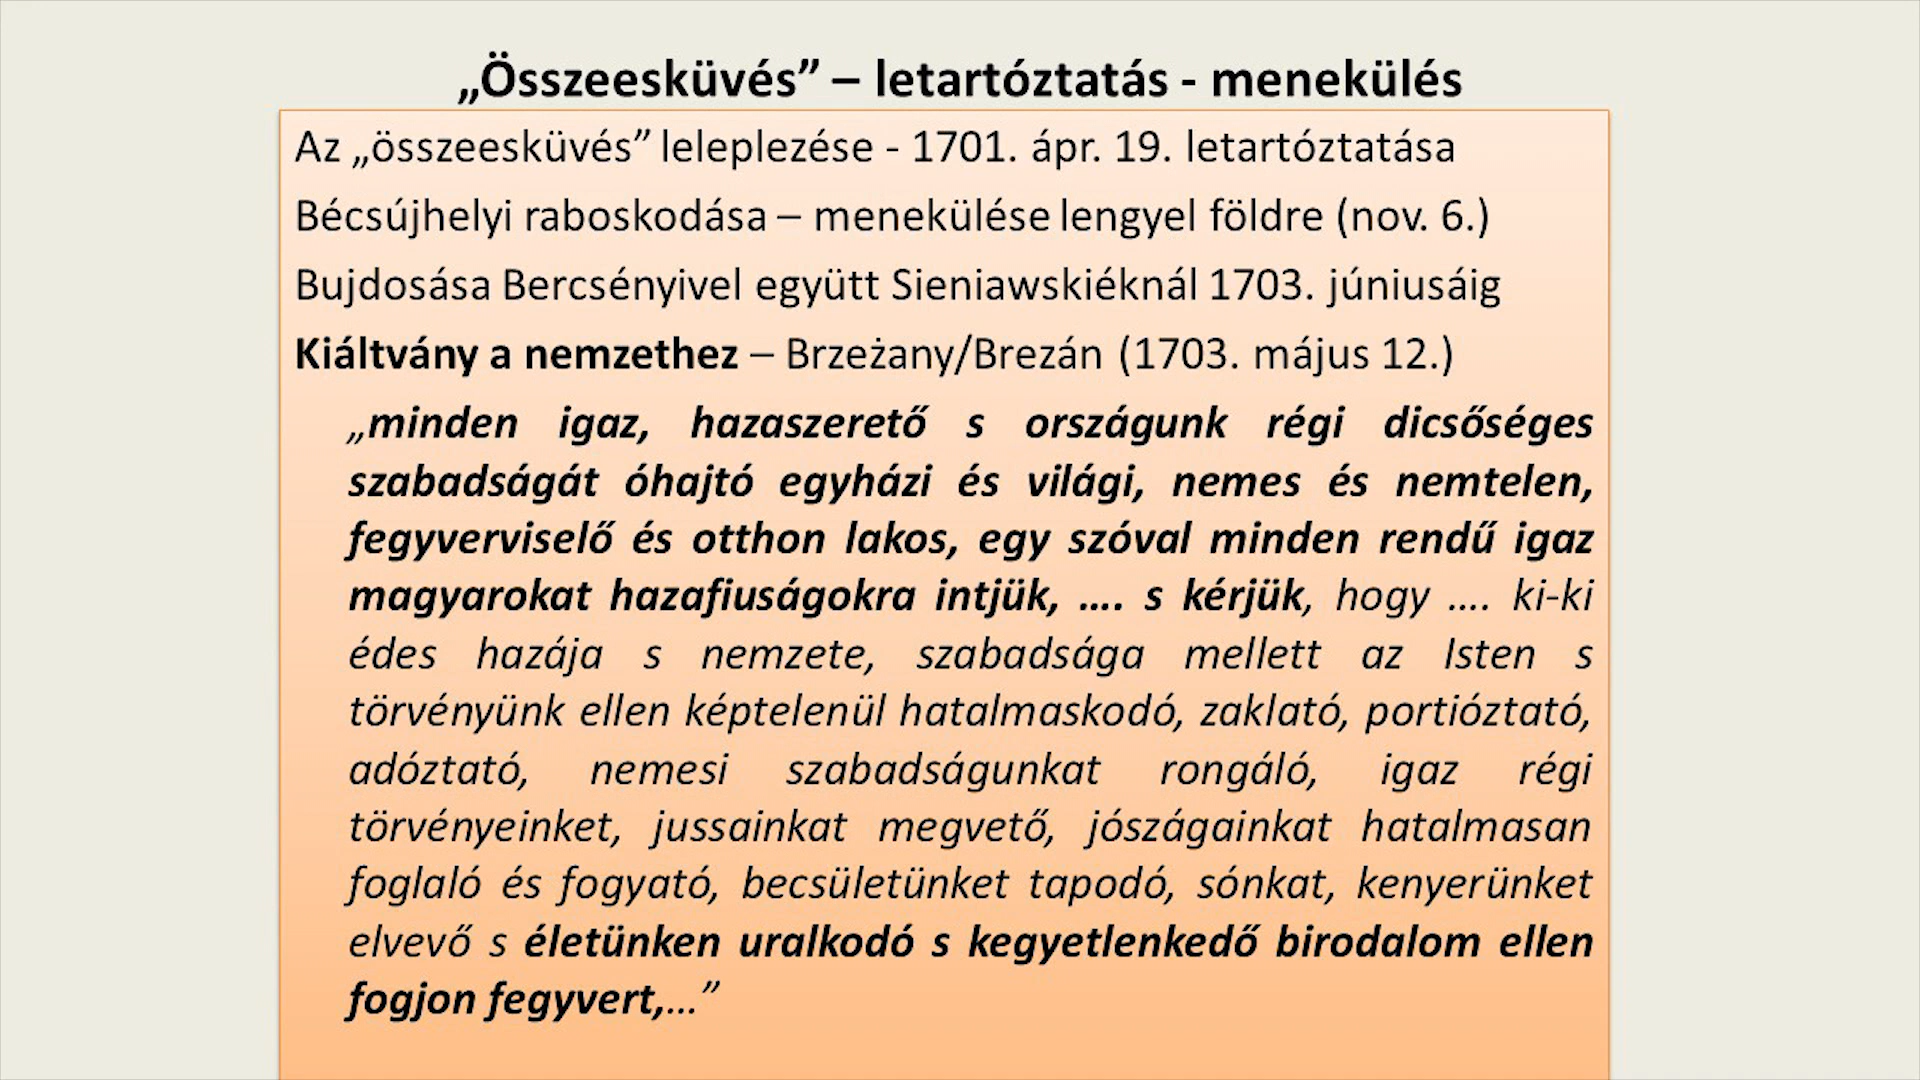 „Összeesküvés” – letartóztatás - menekülés
Az „összeesküvés” leleplezése - 1701. ápr. 19. letartóztatása
Bécsújhelyi raboskodása – menekülése lengyel földre (nov. 6.)
Bujdosása Bercsényivel együtt Sieniawskiéknál 1703. júniusáig
Kiáltvány a nemzethez – Brzeżany/Brezán (1703. május 12.)
„minden igaz, hazaszerető s országunk régi dicsőséges
szabadságát óhajtó egyházi és világi, nemes és nemtelen,
fegyverviselő és otthon lakos, egy szóval minden rendű igaz
magyarokat hazafiuságokra intjük, …. s kérjük, hogy …. ki-ki
édes hazája s nemzete, szabadsága mellett az Isten s
törvényünk ellen képtelenül hatalmaskodó, zaklató, portióztató,
adóztató, nemesi szabadságunkat rongáló, igaz régi
törvényeinket, jussainkat megvető, jószágainkat hatalmasan
foglaló és fogyató, becsületünket tapodó, sónkat, kenyerünket
elvevő s életünken uralkodó s kegyetlenkedő birodalom ellen
fogjon fegyvert,…”